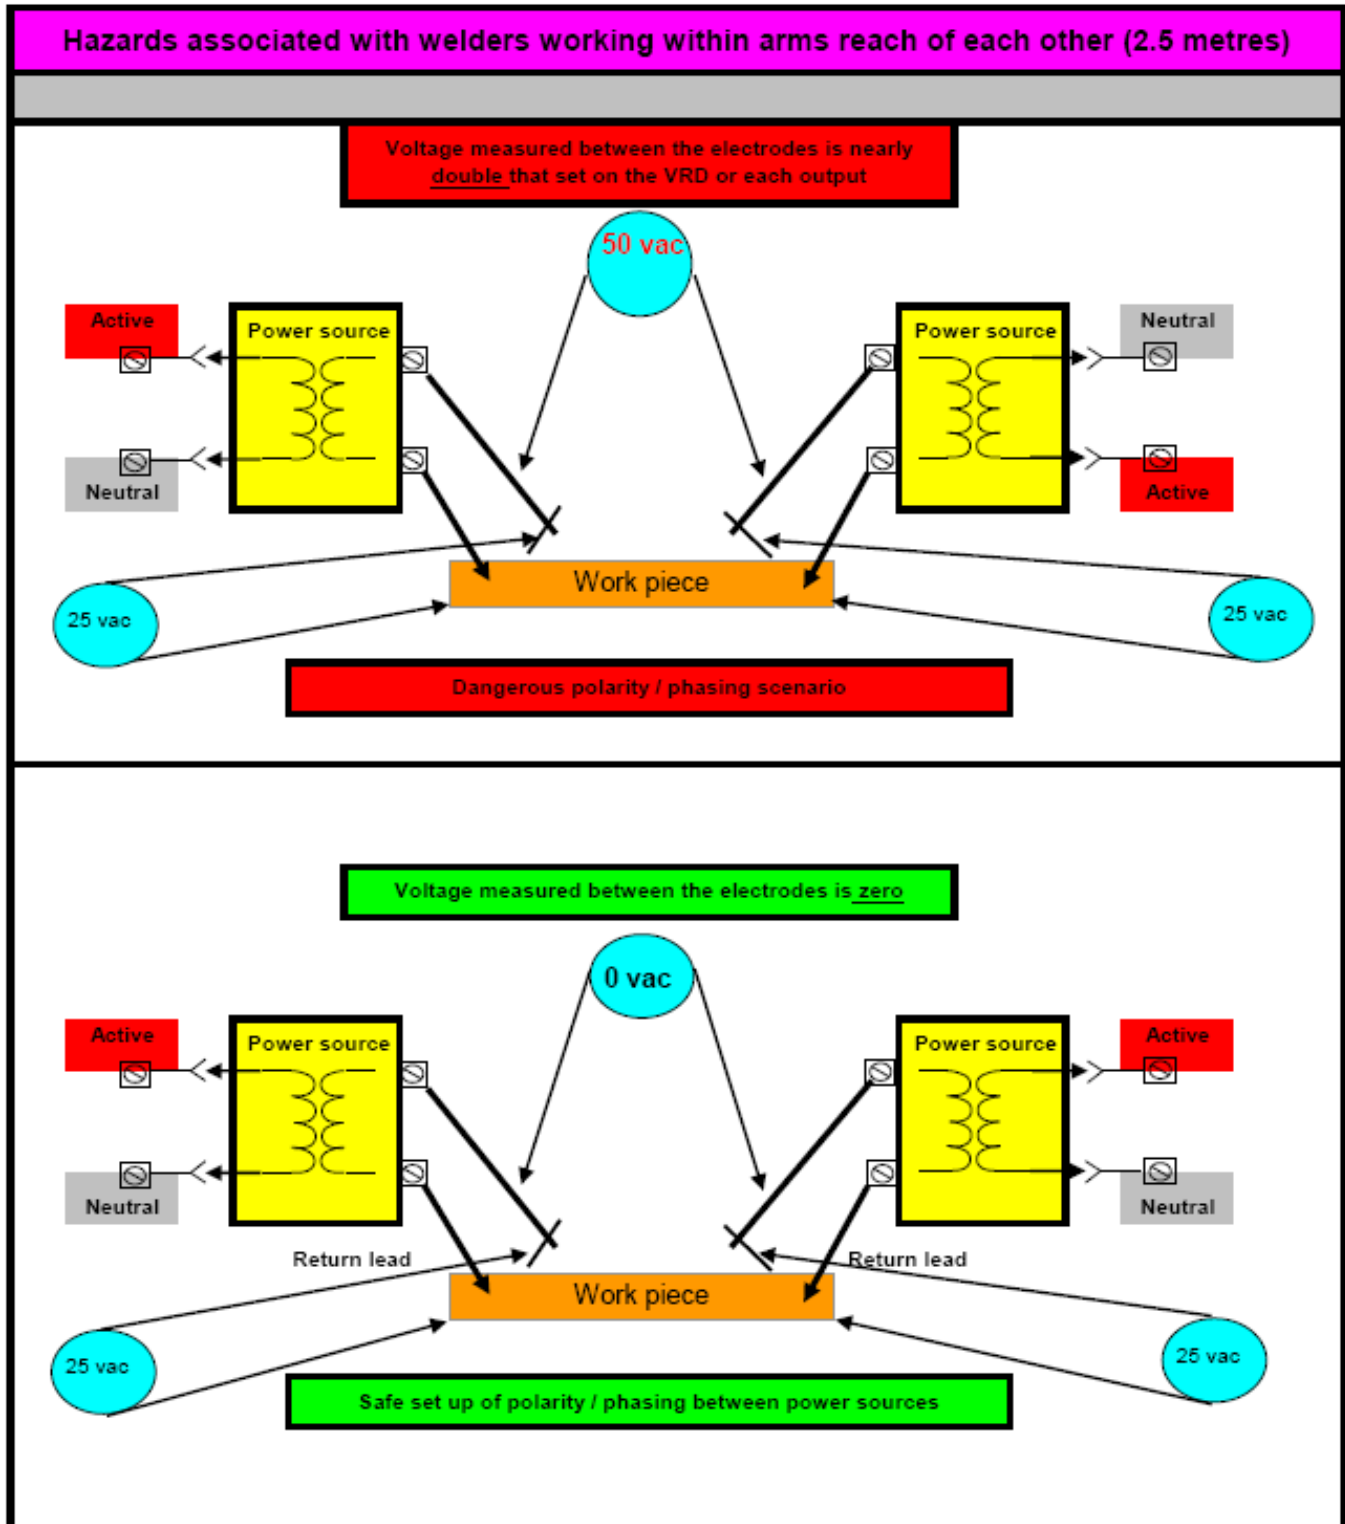 Hazards associated with welders working within arms reach of each other (2.5 metres)
Voltage measured between the electrodes is nearly
double that set on the VRD or each output
50 vac
Active
Power source
Power source
Neutral
Neutral
Active
Work piece
25 vac
25 vac
Dangerous polarity / phasing scenario
Voltage measured between the electrodes is zero
0 vac
Active
Power source
Power source
Active
Neutral
Neutral
Return lead
Return lead
Work piece
25 vac
25 vac
Safe set up of polarity / phasing between power sources